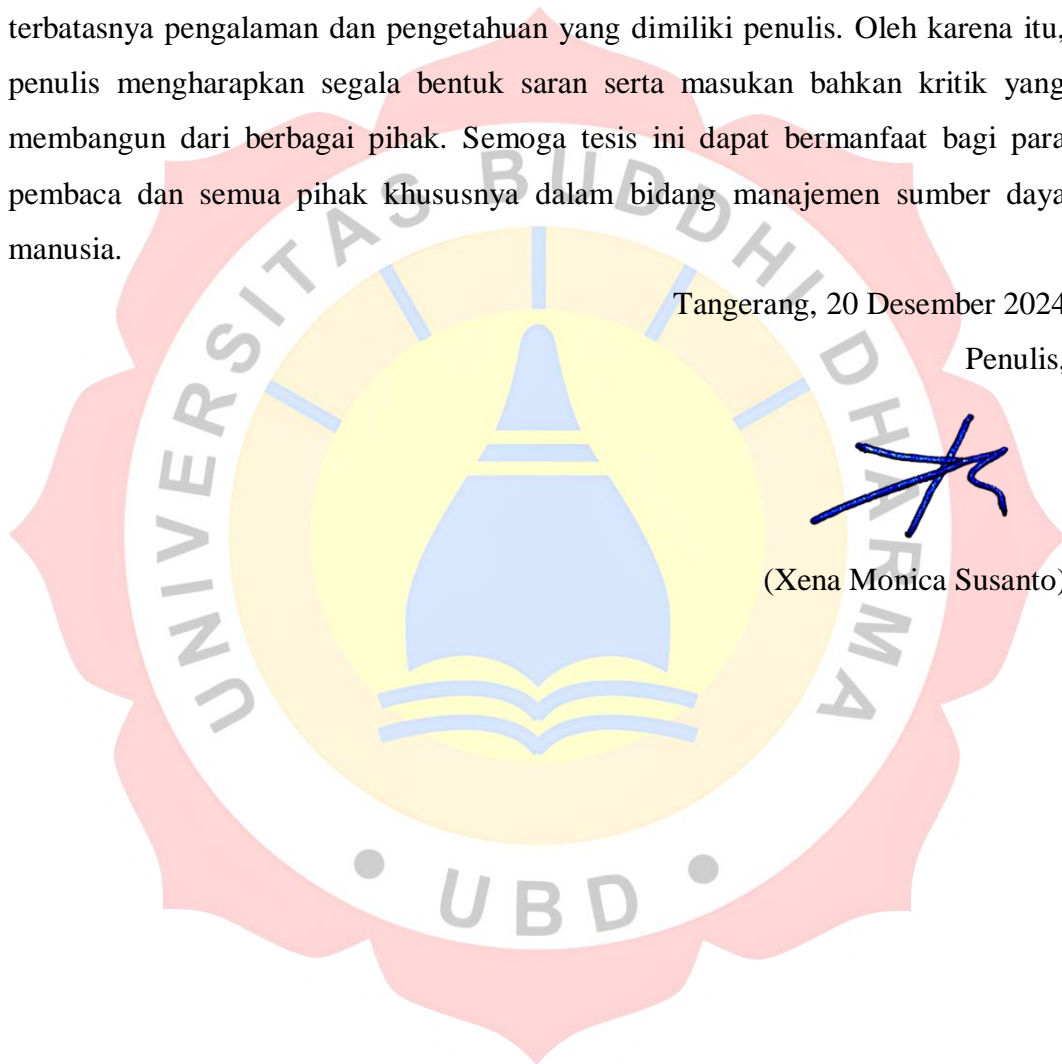 terbatasnya pengalaman dan pengetahuan yang dimiliki penulis. Oleh karena itu,
penulis mengharapkan segala bentuk saran serta masukan bahkan kritik yang
membangun dari berbagai pihak. Semoga tesis ini dapat bermanfaat bagi para
pembaca dan semua pihak khususnya dalam bidang manajemen sumber daya
manusia.
Tangerang, 20 Desember 2024
Penulis,
(Xena Monica Susanto)
UNIVERSITAS BUDDHI DHARMA
• UBD •